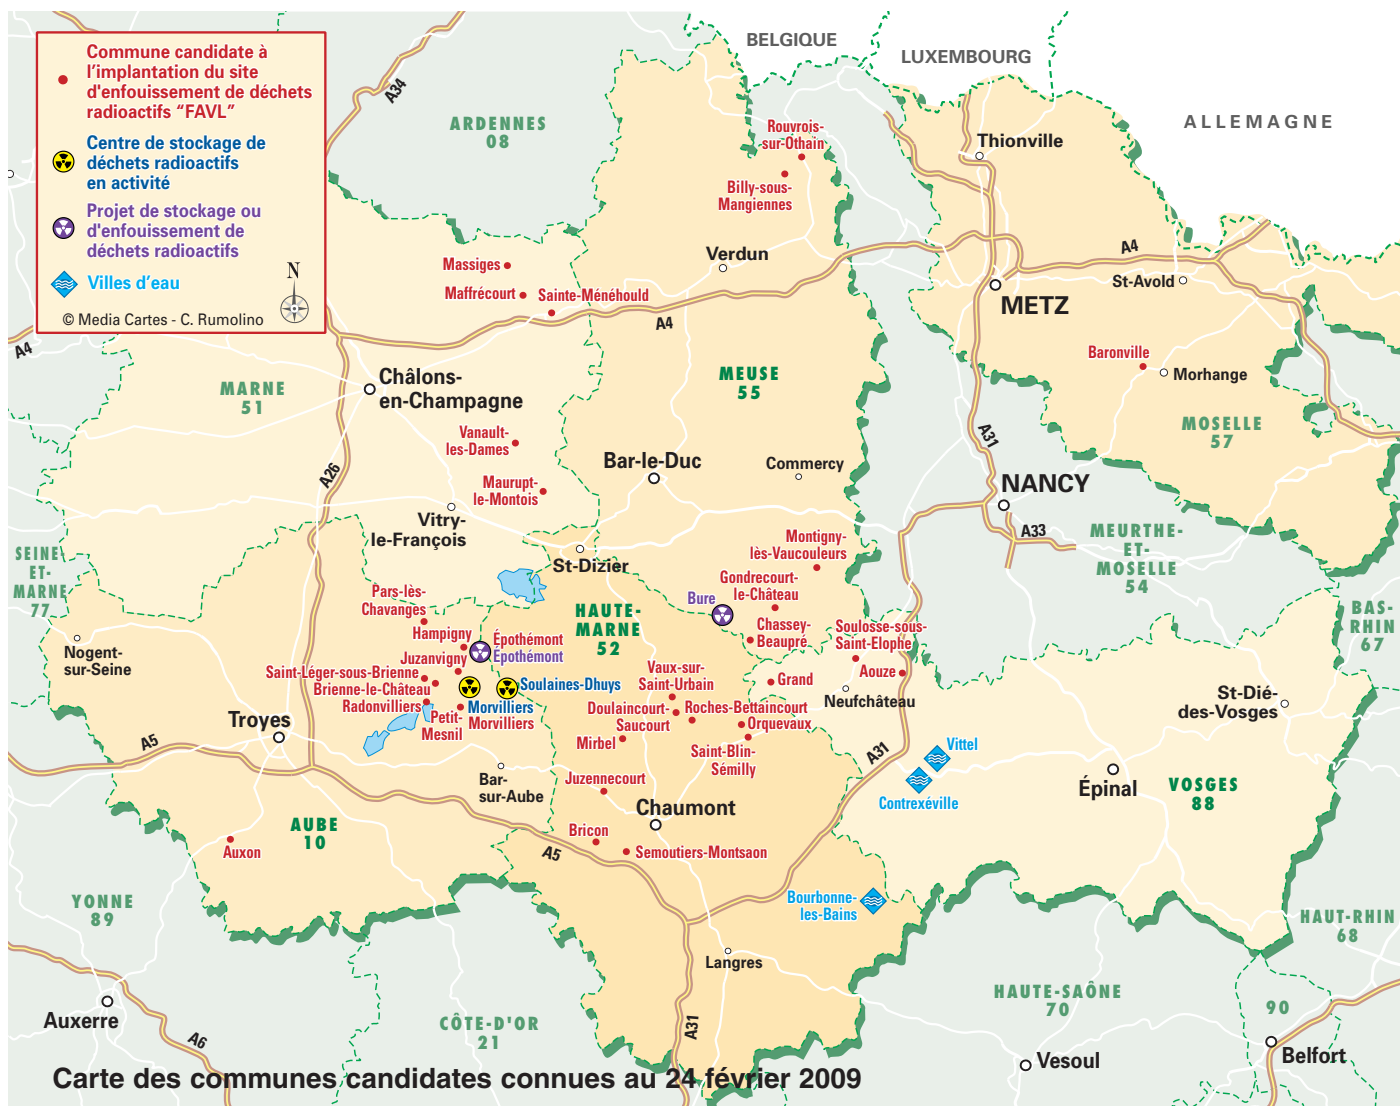 Commune candidate à
l'implantation du site
d'enfouissement de déchets
radioactifs “FAVL”
Centre de stockage de
déchets radioactifs
en activité
Projet de stockage ou
d'enfouissement de
déchets radioactifs
Villes d'eau
N
© Media Cartes - C. Rumolino
BELGIQUE
LUXEMBOURG
ALLEMAGNE
A34
ARDENNES
08
Rouvrois-
sur-Othain
Billy-sous-
Mangiennes
Thionville
Verdun
A4
St-Avold
METZ
Massiges
Maffrécourt
Sainte-Ménéhould
A4
A4
Baronville
Morhange
MARNE
51
Châlons-
en-Champagne
MEUSE
55
MOSELLE
57
Vanault-
les-Dames
A26
Maurupt-
le-Montois
Bar-le-Duc
Commercy
A31
NANCY
A33
Vitry-
le-François
St-Dizier
MEURTHE-
ET-
MOSELLE
54
SEINE-
ET-
MARNE
77
Montigny-
lès-Vaucouleurs
Gondrecourt-
le-Château
Bure
Chassey-
Beaupré
HAUTE-
MARNE
52
Pars-lès-
Chavanges
Hampigny
Épothémont
Épothémont
Juzanvigny
Saint-Léger-sous-Brienne
Brienne-le-Château
Radonvilliers
Petit-
Mesnil
Morvilliers
Morvilliers
Soulaines-Dhuys
Soulosse-sous-
Saint-Elophe
Aouze
Grand
Neufchâteau
BAS-
RHIN
67
Nogent-
sur-Seine
Vaux-sur-
Saint-Urbain
Doulaincourt-
Saucourt
Roches-Bettaincourt
Orquevaux
Mirbel
Saint-Blin-
Sémilly
St-Dié-
des-Vosges
Troyes
A5
A31
Vittel
Contrexéville
Épinal
VOSGES
88
Bar-
sur-Aube
Juzennecourt
Chaumont
AUBE
10
Auxon
Bricon
A5
Semoutiers-Montsaon
Bourbonne-
les-Bains
YONNE
89
HAUT-RHIN
68
Langres
Auxerre
A6
CÔTE-D'OR
21
A31
HAUTE-SAÔNE
70
90
Vesoul
Belfort
Carte des communes candidates connues au 24 février 2009